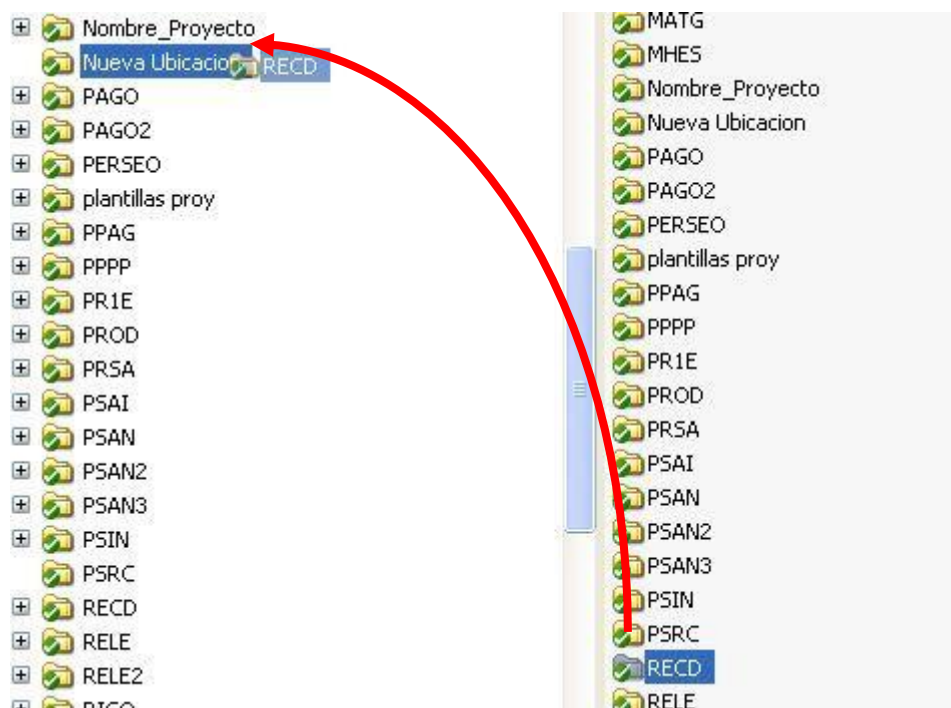 Nombre_Proyecto
Nueva Ubicacion
RECD
PAGO
PAGO2
PERSEO
plantillas proy
PPAG
PPPP
PR1E
PROD
PRSA
PSAI
PSAN
PSAN2
PSAN3
PSIN
PSRC
RECD
RELE
RELE2
MATG
MHES
Nombre_Proyecto
Nueva Ubicacion
PAGO
PAGO2
PERSEO
plantillas proy
PPAG
PPPP
PR1E
PROD
PRSA
PSAI
PSAN
PSAN2
PSAN3
PSIN
PSRC
RECD
RELE